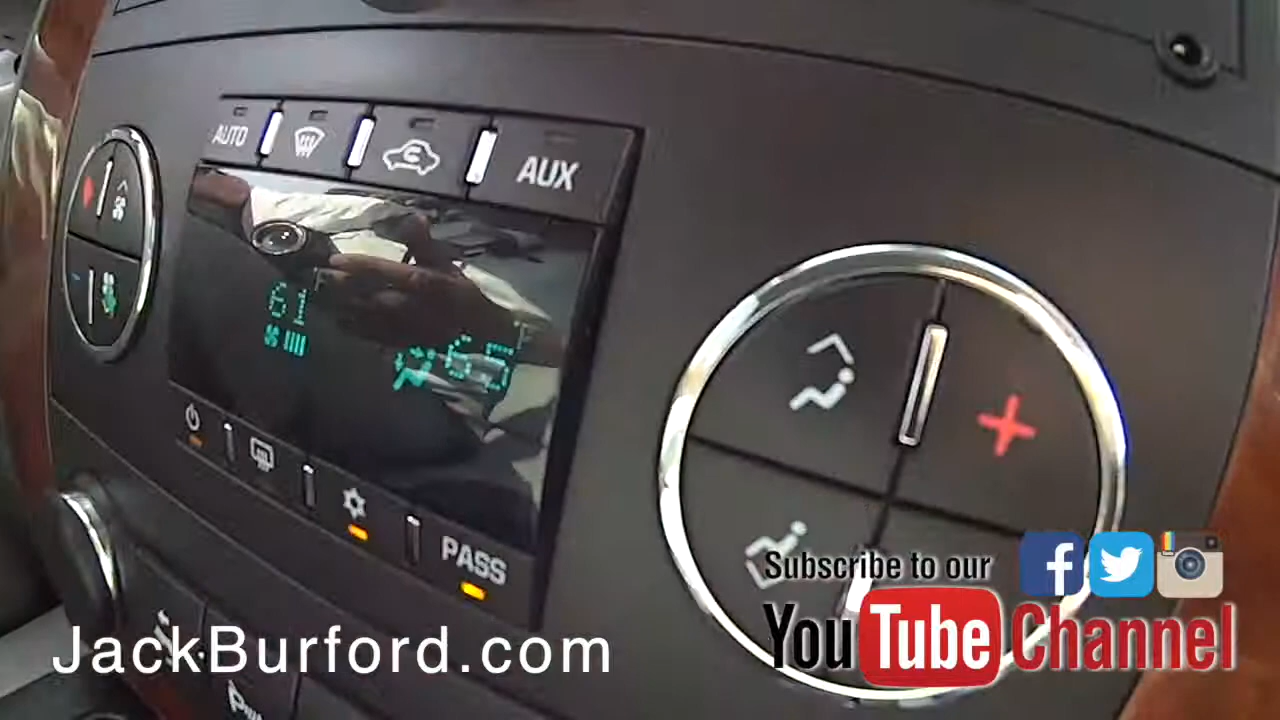 AUTO
AUX
61 F
65 F
PASS
Subscribe to our
JackBurford.com
YouTube Channel